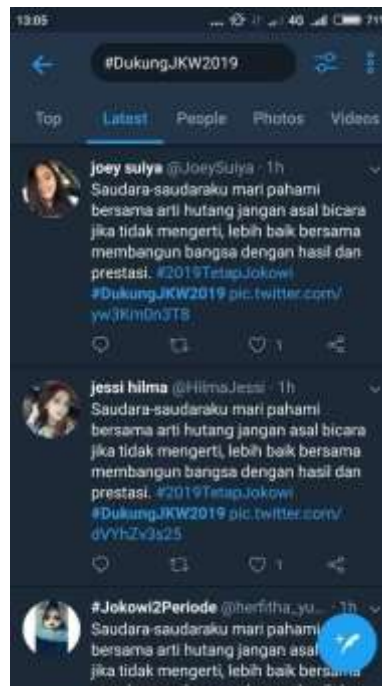 13:05
... 4G 71
#DukungJKW2019
Top Latest People Photos Videos
joey sulya @JoeySulya · 1h
Saudara-saudaraku mari pahami
bersama arti hutang jangan asal bicara
jika tidak mengerti, lebih baik bersama
membangun bangsa dengan hasil dan
prestasi. #2019TetapJokowi
#DukungJKW2019 pic.twitter.com/
yw3KmDn3T8
1
jessi hilma @HilmaJessi · 1h
Saudara-saudaraku mari pahami
bersama arti hutang jangan asal bicara
jika tidak mengerti, lebih baik bersama
membangun bangsa dengan hasil dan
prestasi. #2019TetapJokowi
#DukungJKW2019 pic.twitter.com/
dVYhZv3s25
1
#Jokowi2Periode @herfitha_yu... · 1h
Saudara-saudaraku mari pahami
bersama arti hutang jangan asal
jika tidak mengerti, lebih baik